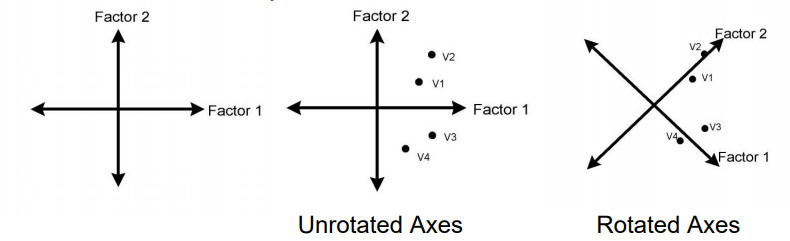 Factor 2
Factor 1
Factor 2
V2
V1
Factor 1
V3
V4
Unrotated Axes
Factor 2
V2
V1
V3
V4
Factor 1
Rotated Axes